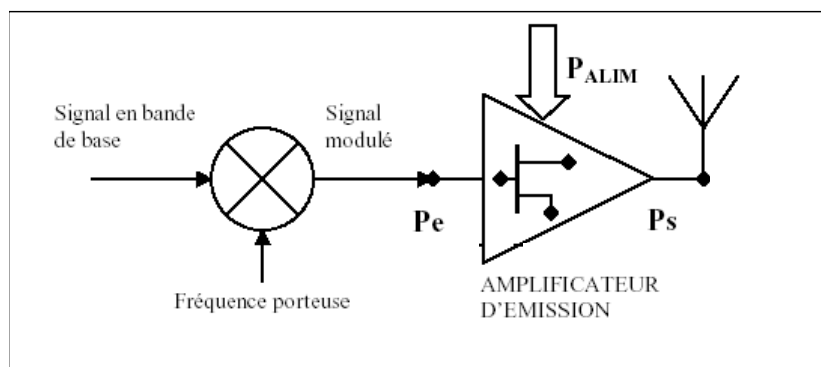 P_ALIM
Signal en bande
de base
Signal
modulé
Pe
Ps
Fréquence porteuse
AMPLIFICATEUR
D'EMISSION